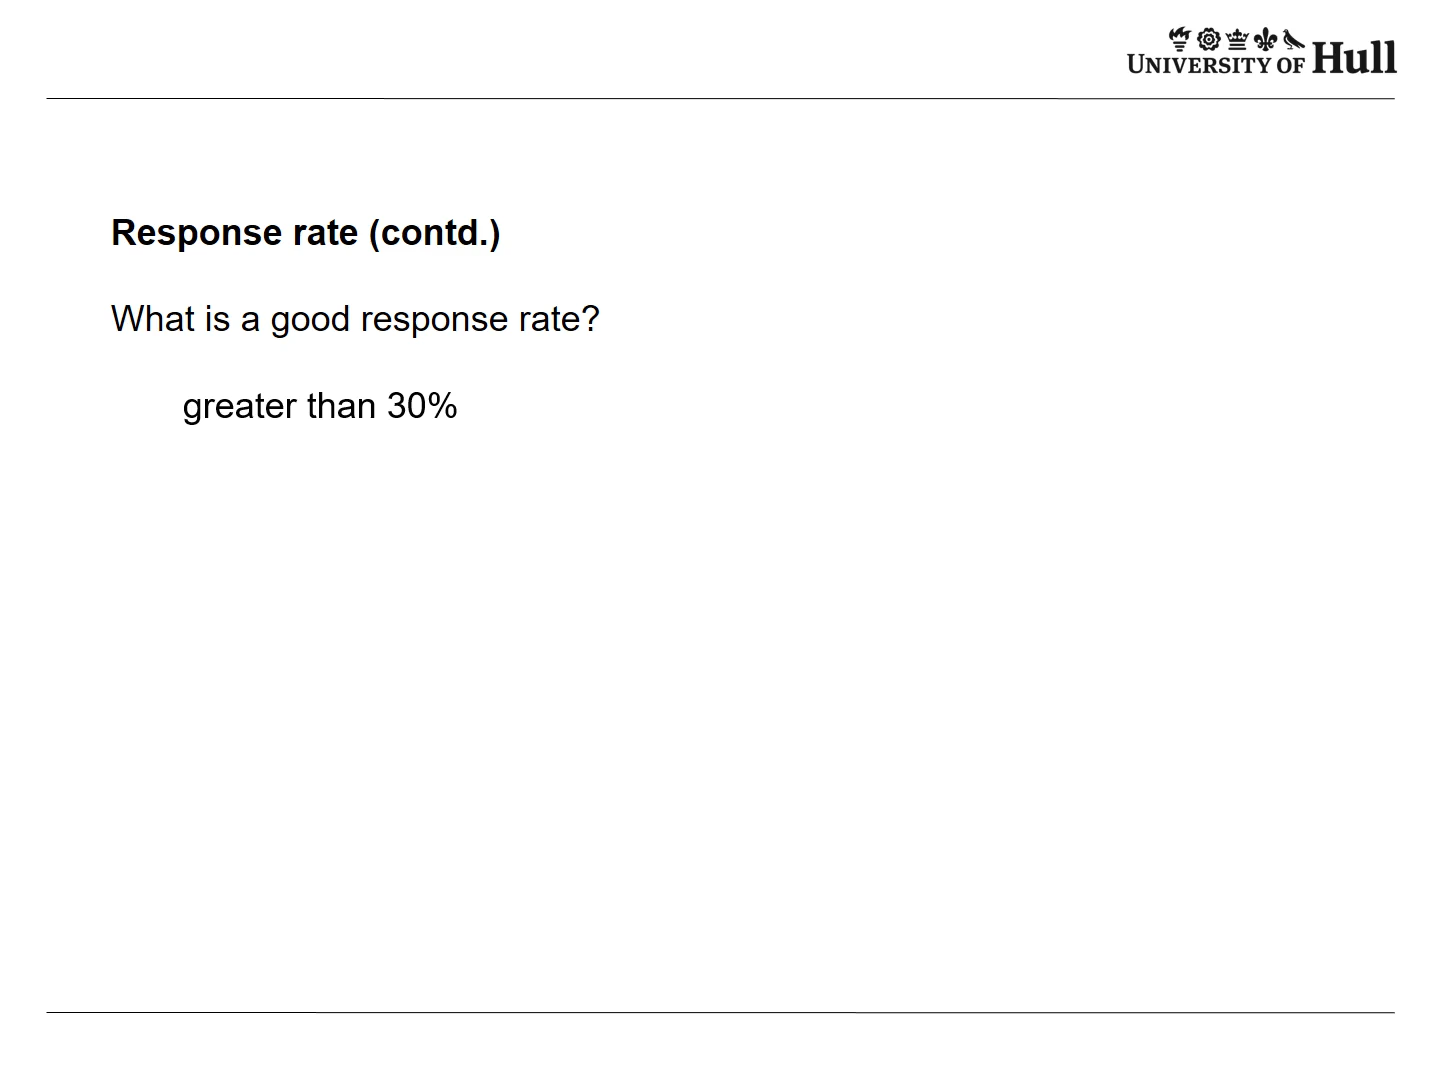 UNIVERSITY OF Hull
Response rate (contd.)
What is a good response rate?
greater than 30%